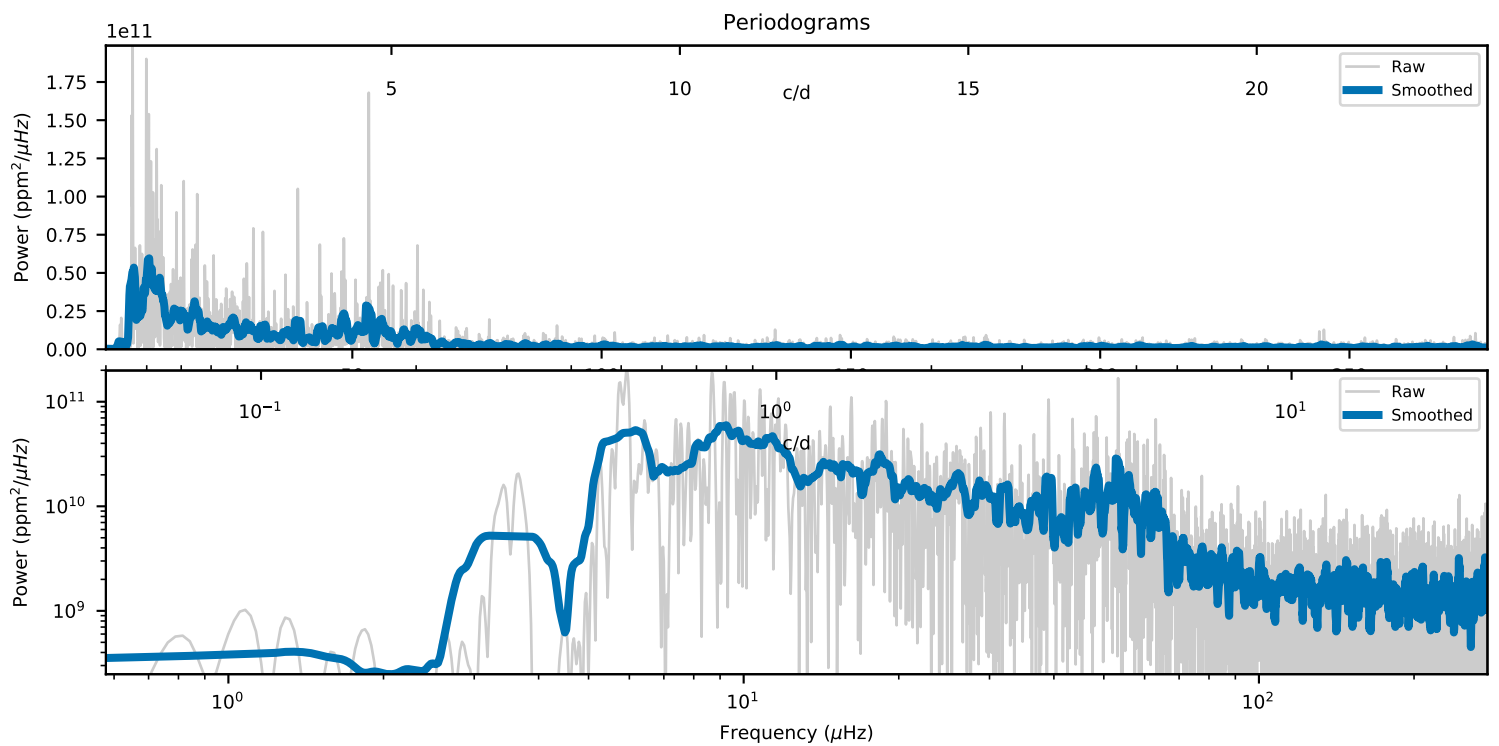 Periodograms
1e11
5 10 15 20
c/d
Raw
Smoothed
Power (ppm²/μHz)
1.75
1.50
1.25
1.00
0.75
0.50
0.25
0.00
10⁻¹ 10⁰ 10¹
c/d
Raw
Smoothed
Power (ppm²/μHz)
10¹¹
10¹⁰
10⁹
10⁰ 10¹ 10²
Frequency (μHz)